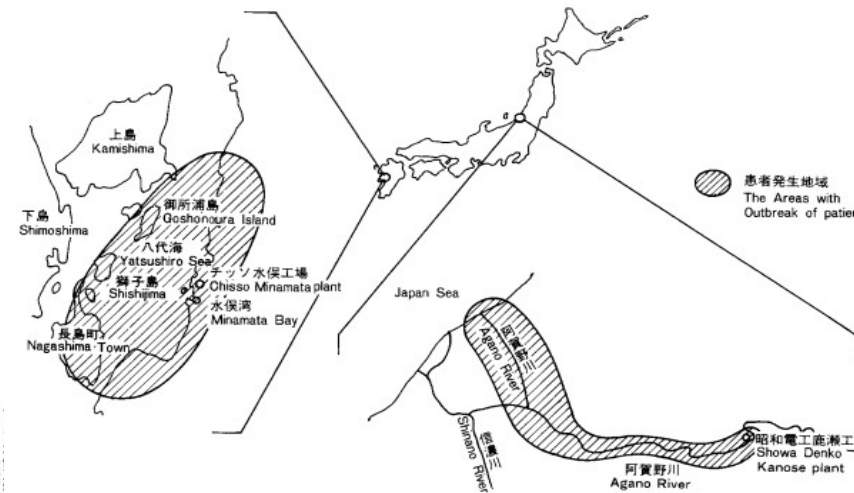 上島
Kamishima
御所浦島
Goshonoura Island
下島
Shimoshima
八代海
Yatsushiro Sea
獅子島
Shishijima
チッソ水俣工場
Chisso Minamata plant
水俣湾
Minamata Bay
長島町
Nagashima Town
患者発生地域
The Areas with
Outbreak of patien
Japan Sea
阿賀野川
Agano River
信濃川
Shinano River
昭和電工鹿瀬工
Showa Denko
Kanose plant
阿賀野川
Agano River